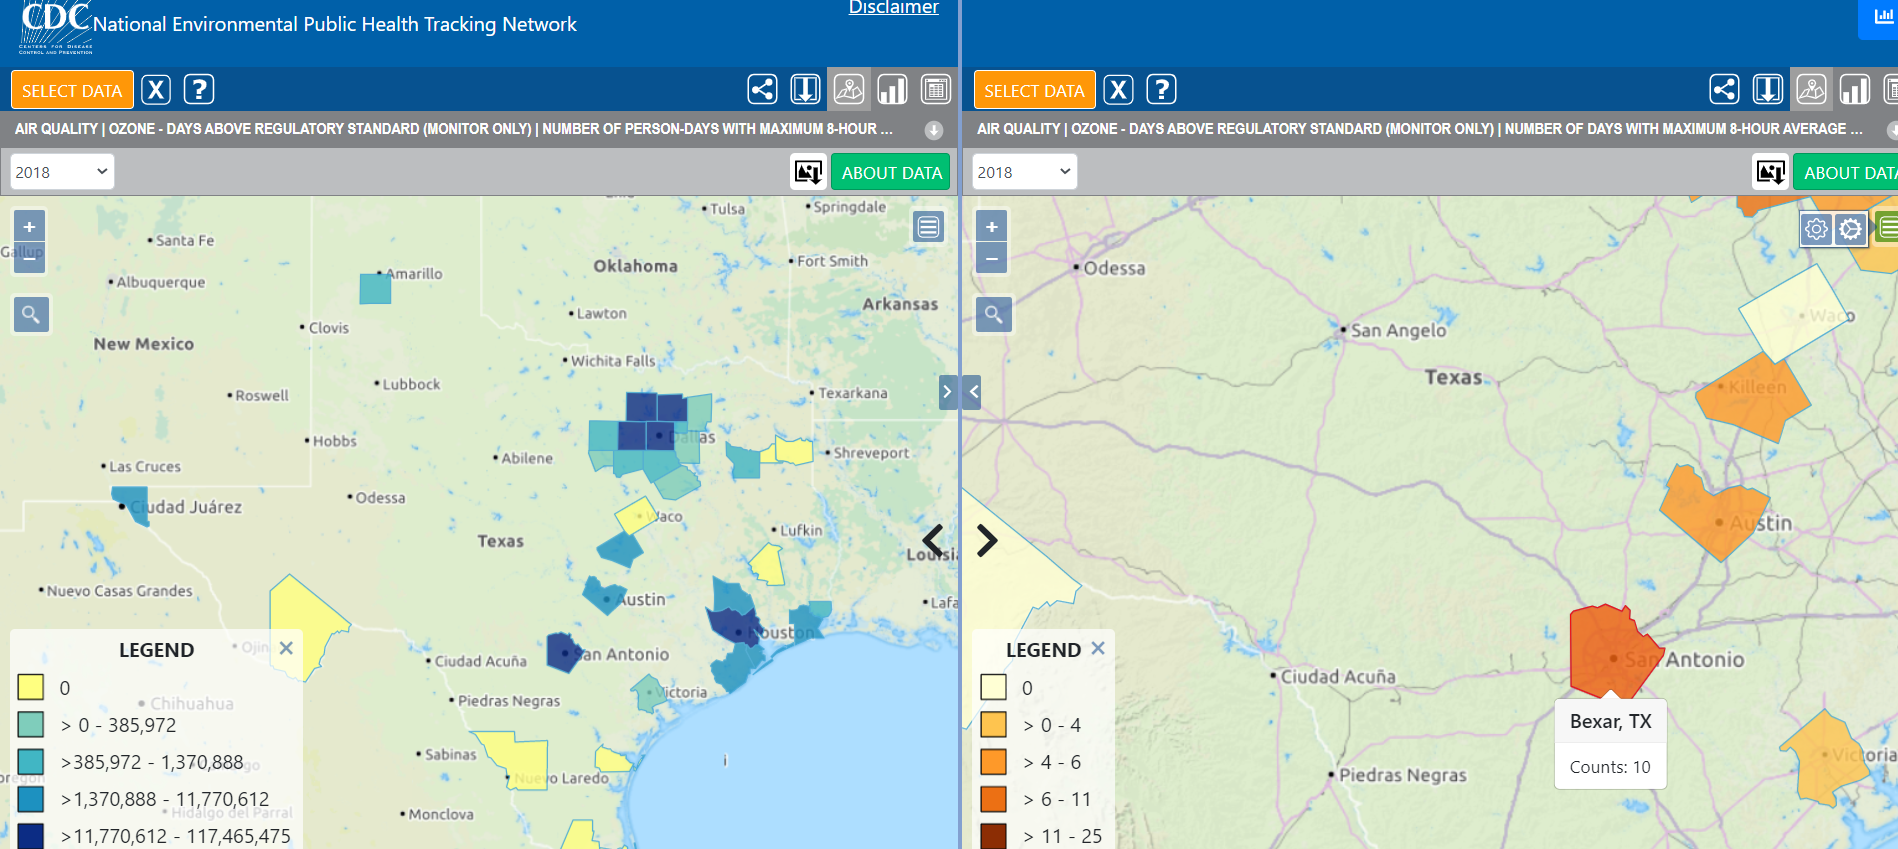 CDC
CENTERS FOR DISEASE
CONTROL AND PREVENTION
National Environmental Public Health Tracking Network
Disclaimer
SELECT DATA
X
?
AIR QUALITY | OZONE - DAYS ABOVE REGULATORY STANDARD (MONITOR ONLY) | NUMBER OF PERSON-DAYS WITH MAXIMUM 8-HOUR ...
2018
ABOUT DATA
+
−
Tulsa
Springdale
Santa Fe
Gallup
Oklahoma
Fort Smith
Amarillo
Albuquerque
Arkansas
Lawton
Clovis
New Mexico
Wichita Falls
Lubbock
Roswell
Texarkana
Dallas
Hobbs
Abilene
Shreveport
Las Cruces
Odessa
Ciudad Juárez
Waco
Lufkin
Texas
Louisi
Nuevo Casas Grandes
Austin
Lafa
Houston
Ojin
San Antonio
Ciudad Acuña
Victoria
Piedras Negras
Chihuahua
Sabinas
Nuevo Laredo
Hidalgo del Parral
Monclova
LEGEND
0
> 0 - 385,972
>385,972 - 1,370,888
>1,370,888 - 11,770,612
>11,770,612 - 117,465,475
SELECT DATA
X
?
AIR QUALITY | OZONE - DAYS ABOVE REGULATORY STANDARD (MONITOR ONLY) | NUMBER OF DAYS WITH MAXIMUM 8-HOUR AVERAGE ...
2018
ABOUT DATA
+
−
Odessa
Waco
San Angelo
Texas
Killeen
Austin
San Antonio
Ciudad Acuña
Bexar, TX
Counts: 10
Victoria
Piedras Negras
LEGEND
0
> 0 - 4
> 4 - 6
> 6 - 11
> 11 - 25